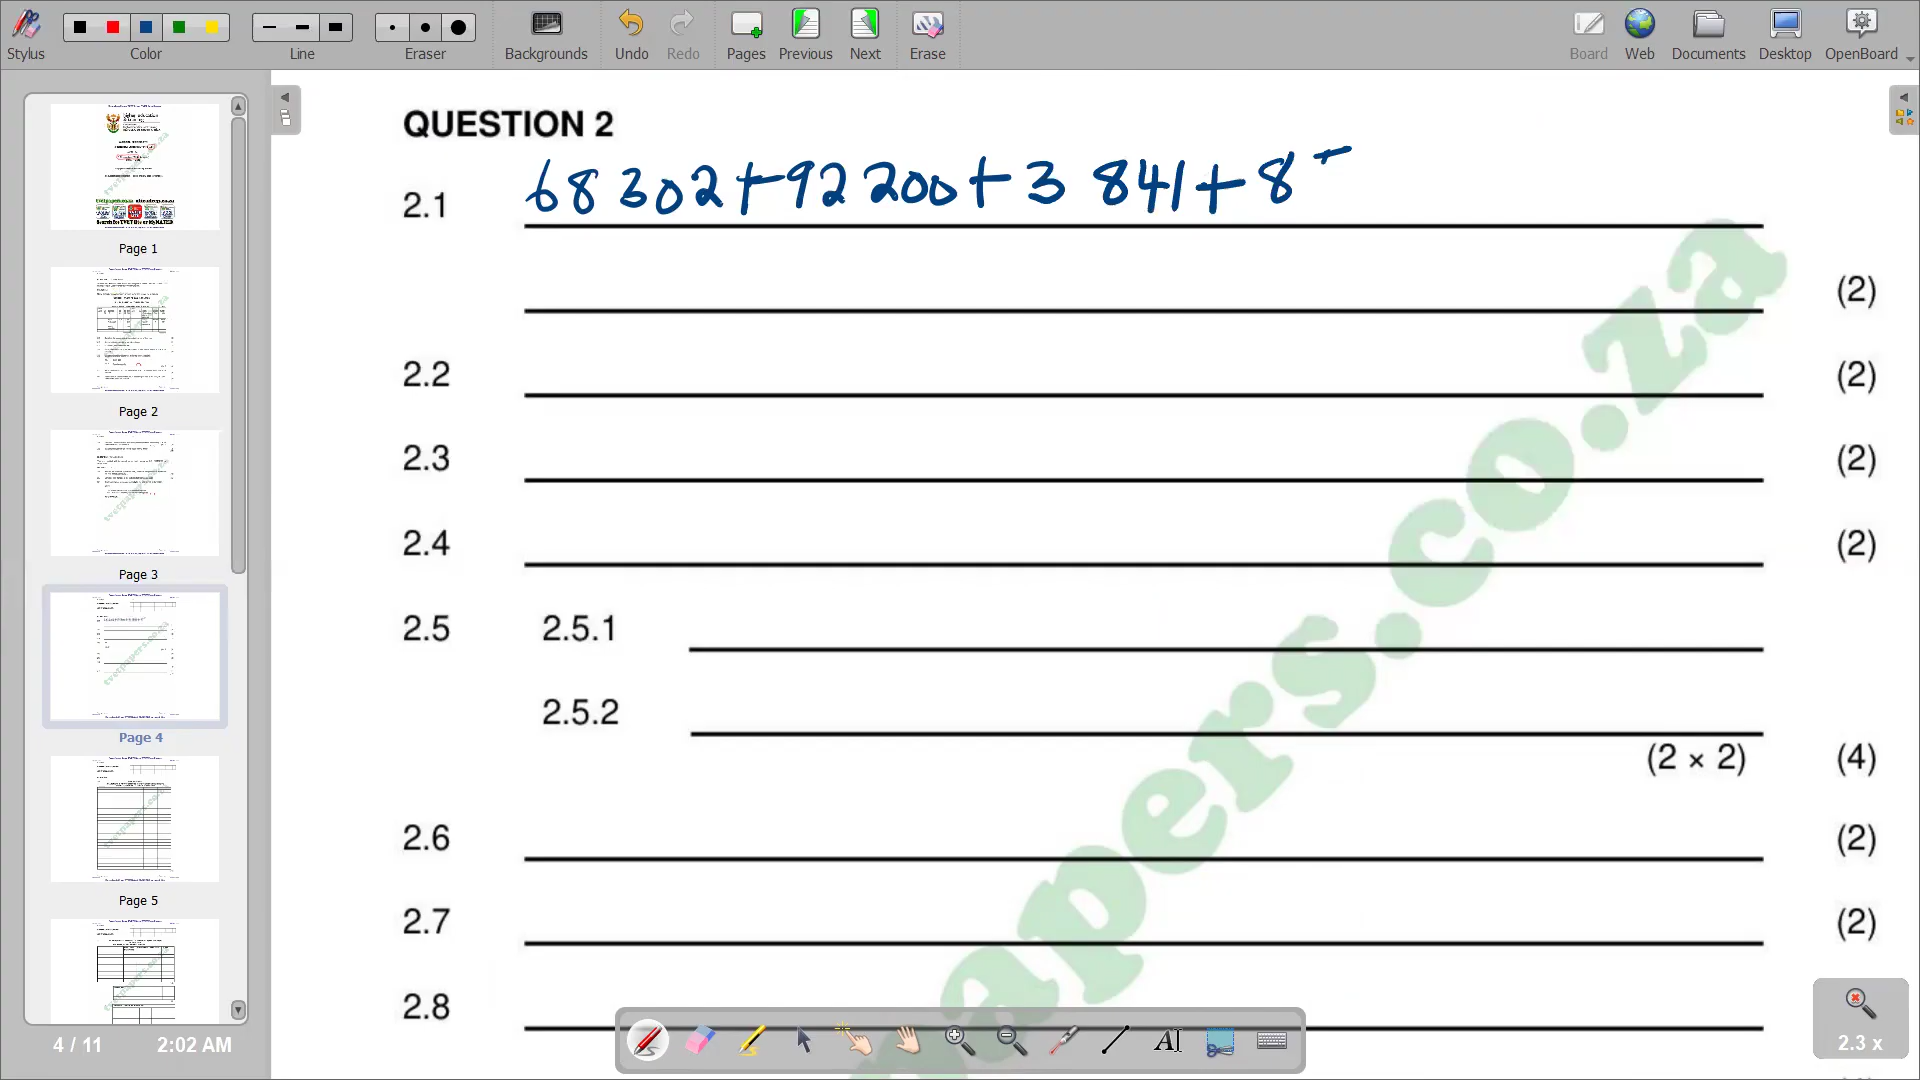 Stylus
Color
Line
Eraser
Backgrounds
Undo
Redo
Pages
Previous
Next
Erase
Board
Web
Documents
Desktop
OpenBoard
Page 1
Page 2
Page 3
Page 4
Page 5
4 / 11 2:02 AM
QUESTION 2
2.1 68 302+92 200+3 841+8
(2)
2.2 (2)
2.3 (2)
2.4 (2)
2.5 2.5.1
2.5.2
(2 × 2) (4)
2.6 (2)
2.7 (2)
2.8
apers.co.za
2.3 x